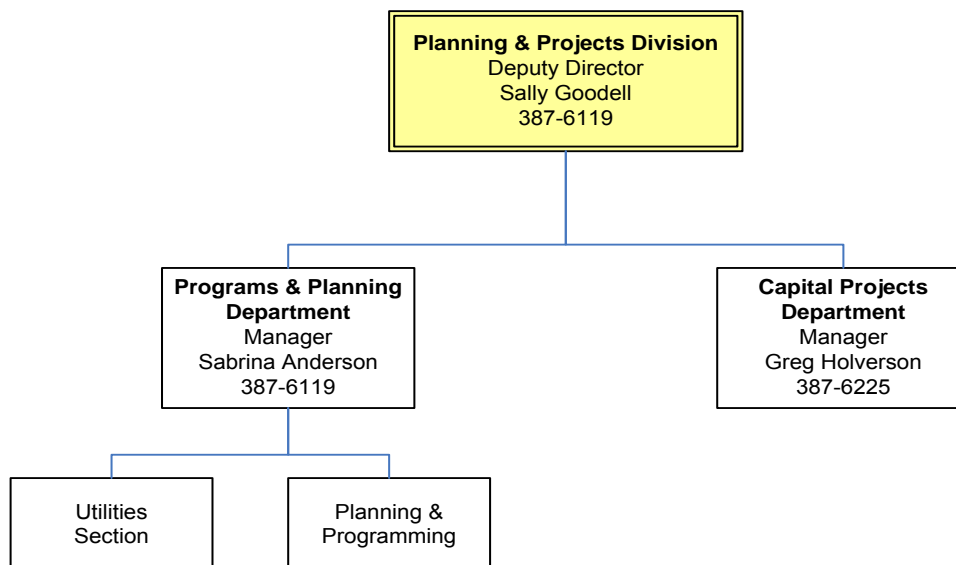 Planning & Projects Division
Deputy Director
Sally Goodell
387-6119
Programs & Planning
Department
Manager
Sabrina Anderson
387-6119
Capital Projects
Department
Manager
Greg Holverson
387-6225
Utilities
Section
Planning &
Programming